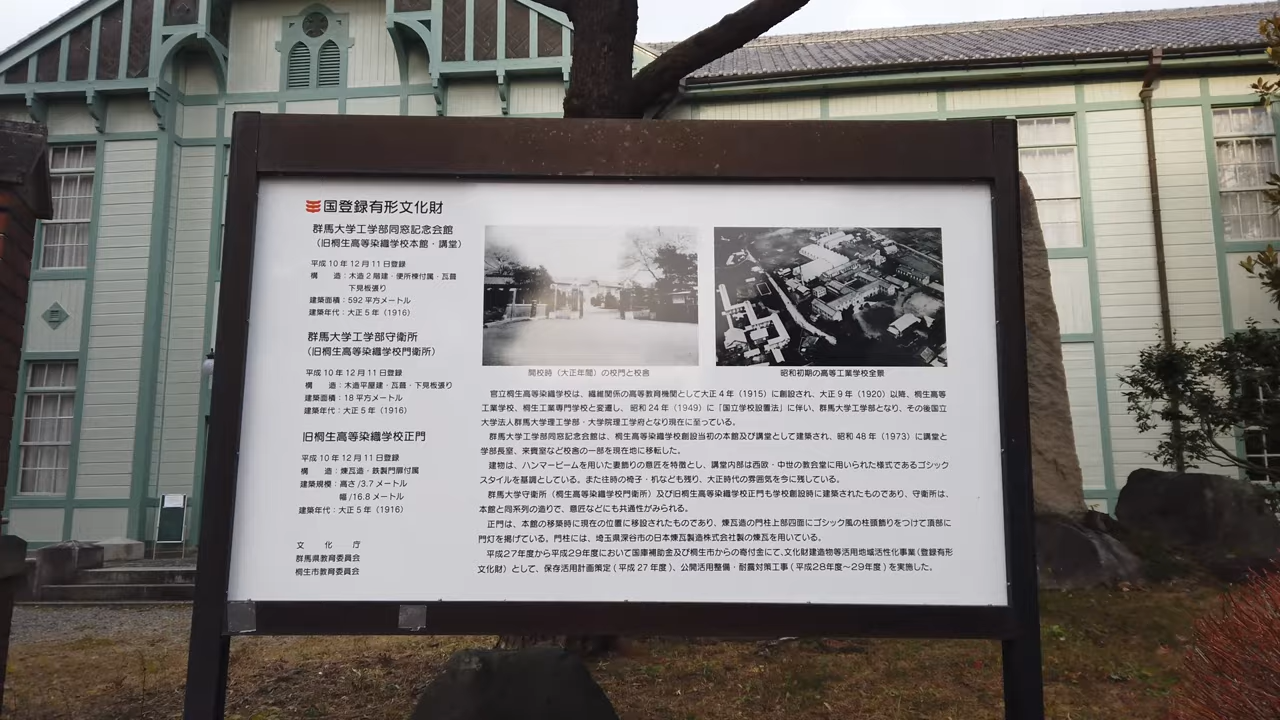 国登録有形文化財
群馬大学工学部同窓記念会館
（旧桐生高等染織学校本館・講堂）
平成10年12月11日登録
構　造：木造２階建・便所棟付属・瓦葺
下見板張り
建築面積：592平方メートル
建築年代：大正５年（1916）
群馬大学工学部守衛所
（旧桐生高等染織学校門衛所）
平成10年12月11日登録
構　造：木造平屋建・瓦葺・下見板張り
建築面積：18平方メートル
建築年代：大正５年（1916）
旧桐生高等染織学校正門
平成10年12月11日登録
構　造：煉瓦造・鉄製門扉付属
建築規模：高さ/3.7メートル
幅/16.8メートル
建築年代：大正５年（1916）
文　化　庁
群馬県教育委員会
桐生市教育委員会
開校時（大正年間）の校門と校舎
昭和初期の高等工業学校全景
官立桐生高等染織学校は、繊維関係の高等教育機関として大正４年（1915）に創設され、大正９年（1920）以降、桐生高等
工業学校、桐生工業専門学校と変遷し、昭和24年（1949）に「国立学校設置法」に伴い、群馬大学工学部となり、その後国立
大学法人群馬大学理工学部・大学院理工学府となり現在に至っている。
群馬大学工学部同窓記念会館は、桐生高等染織学校創設当初の本館及び講堂として建築され、昭和48年（1973）に講堂と
学部長室、来賓室など校舎の一部を現在地に移転した。
建物は、ハンマービームを用いた妻飾りの意匠を特徴とし、講堂内部は西欧・中世の教会堂に用いられた様式であるゴシック
スタイルを基調としている。また往時の椅子・机なども残り、大正時代の雰囲気を今に残している。
群馬大学守衛所（桐生高等染織学校門衛所）及び旧桐生高等染織学校正門も学校創設時に建築されたものであり、守衛所は、
本館と同系列の造りで、意匠などにも共通性がみられる。
正門は、本館の移築時に現在の位置に移設されたものであり、煉瓦造の門柱上部四面にゴシック風の柱頭飾りをつけて頂部に
門灯を掲げている。門柱には、埼玉県深谷市の日本煉瓦製造株式会社製の煉瓦を用いている。
平成27年度から平成29年度において国庫補助金及び桐生市からの寄付金にて、文化財建造物等活用地域活性化事業（登録有形
文化財）として、保存活用計画策定（平成27年度）、公開活用整備・耐震対策工事（平成28年度～29年度）を実施した。